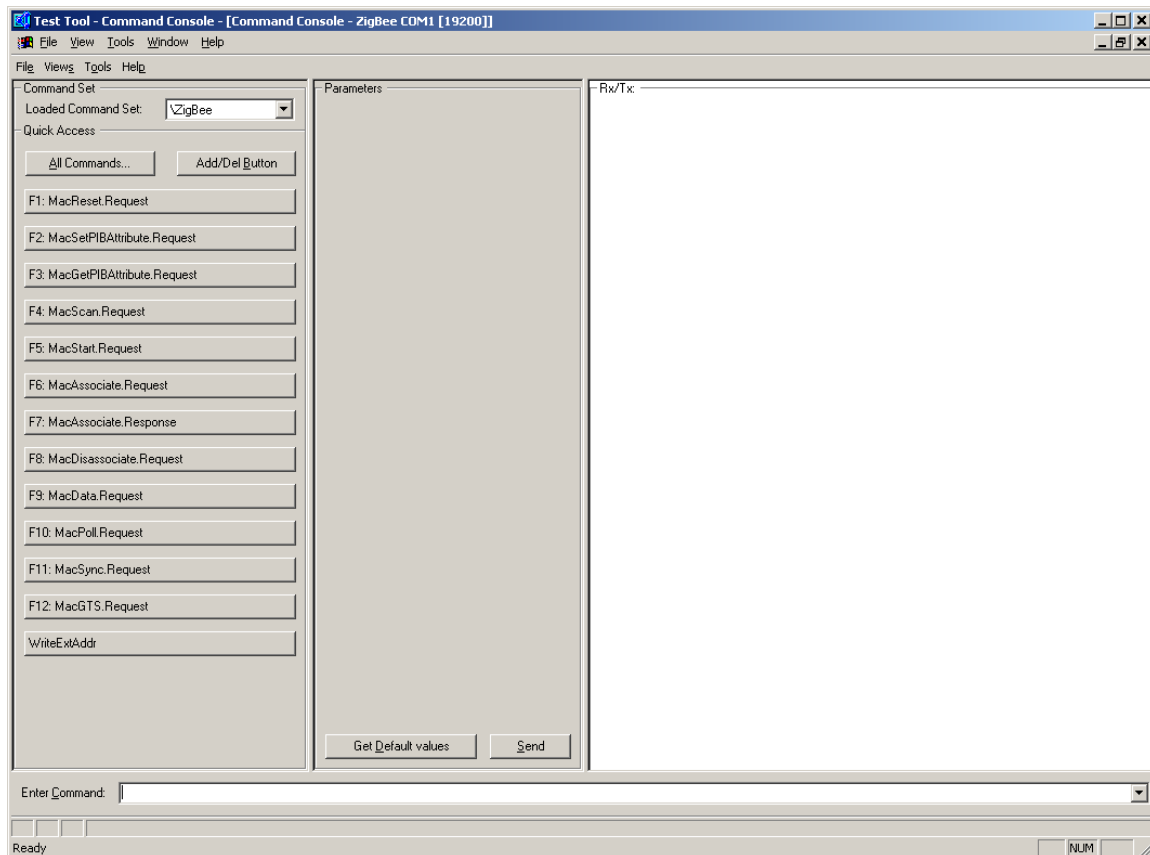 Test Tool - Command Console - [Command Console - ZigBee COM1 [19200]]
File View Tools Window Help
File Views Tools Help
Command Set
Loaded Command Set: \ZigBee
Quick Access
All Commands... Add/Del Button
F1: MacReset.Request
F2: MacSetPIBAttribute.Request
F3: MacGetPIBAttribute.Request
F4: MacScan.Request
F5: MacStart.Request
F6: MacAssociate.Request
F7: MacAssociate.Response
F8: MacDisassociate.Request
F9: MacData.Request
F10: MacPoll.Request
F11: MacSync.Request
F12: MacGTS.Request
WriteExtAddr
Parameters
Get Default values Send
Rx/Tx:
Enter Command:
Ready NUM